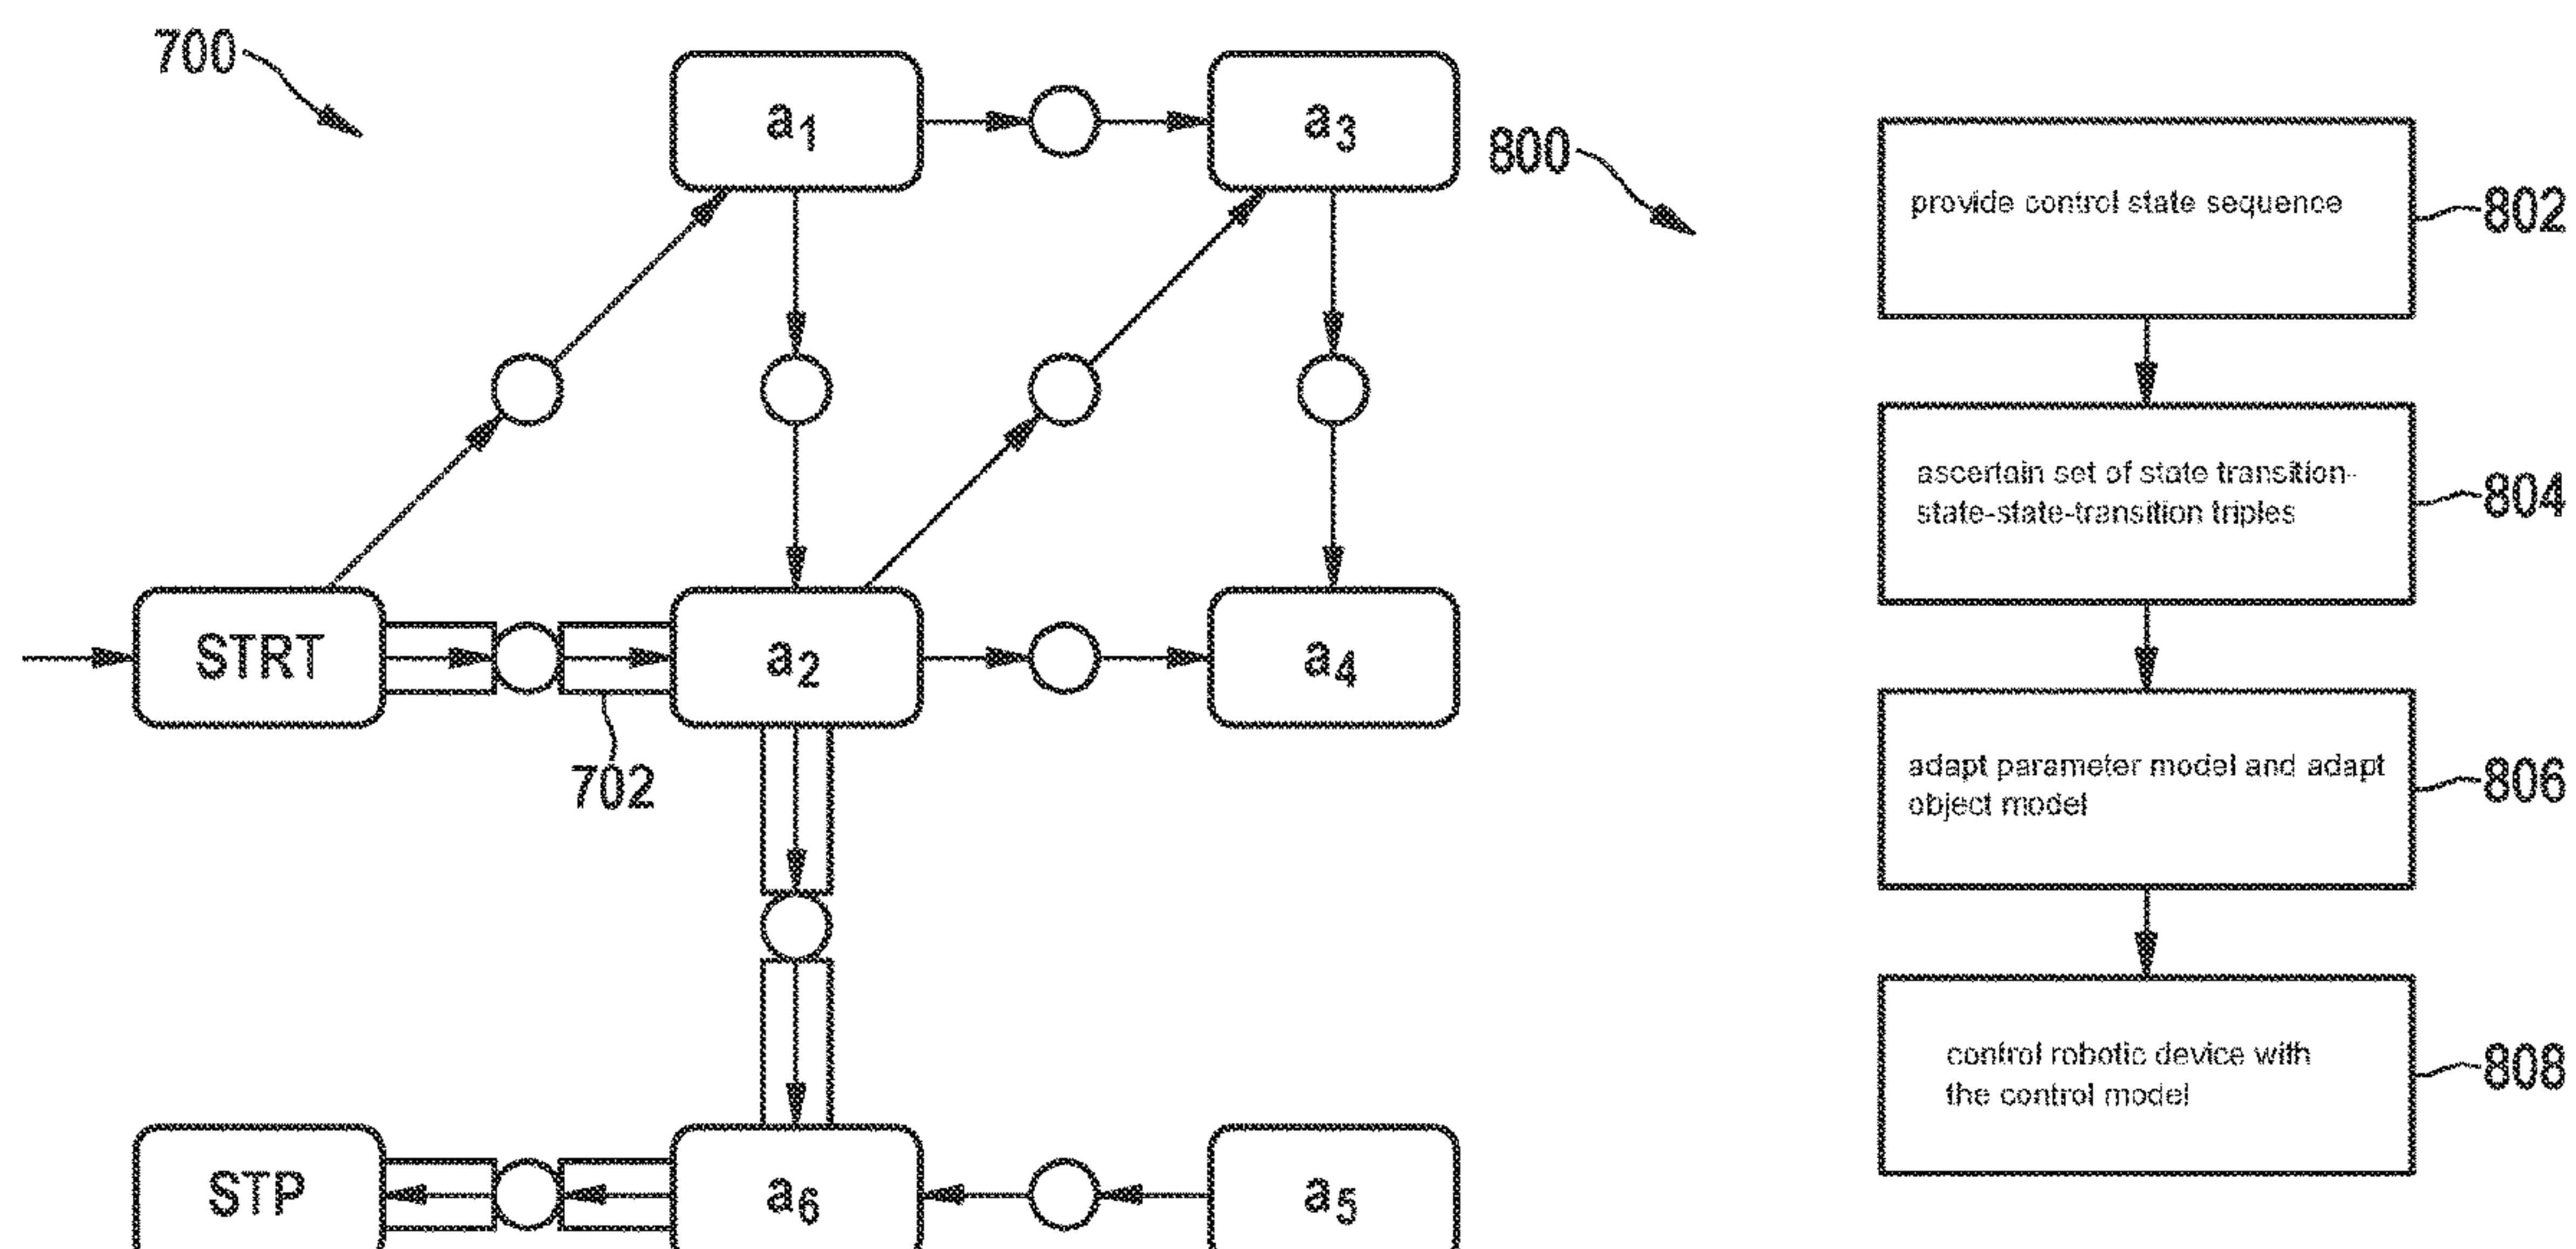 700
a1
a3
STRT
a2
a4
702
STP
a6
a5
800
provide control state sequence
802
ascertain set of state transition-
state-state-transition triples
804
adapt parameter model and adapt
object model
806
control robotic device with
the control model
808